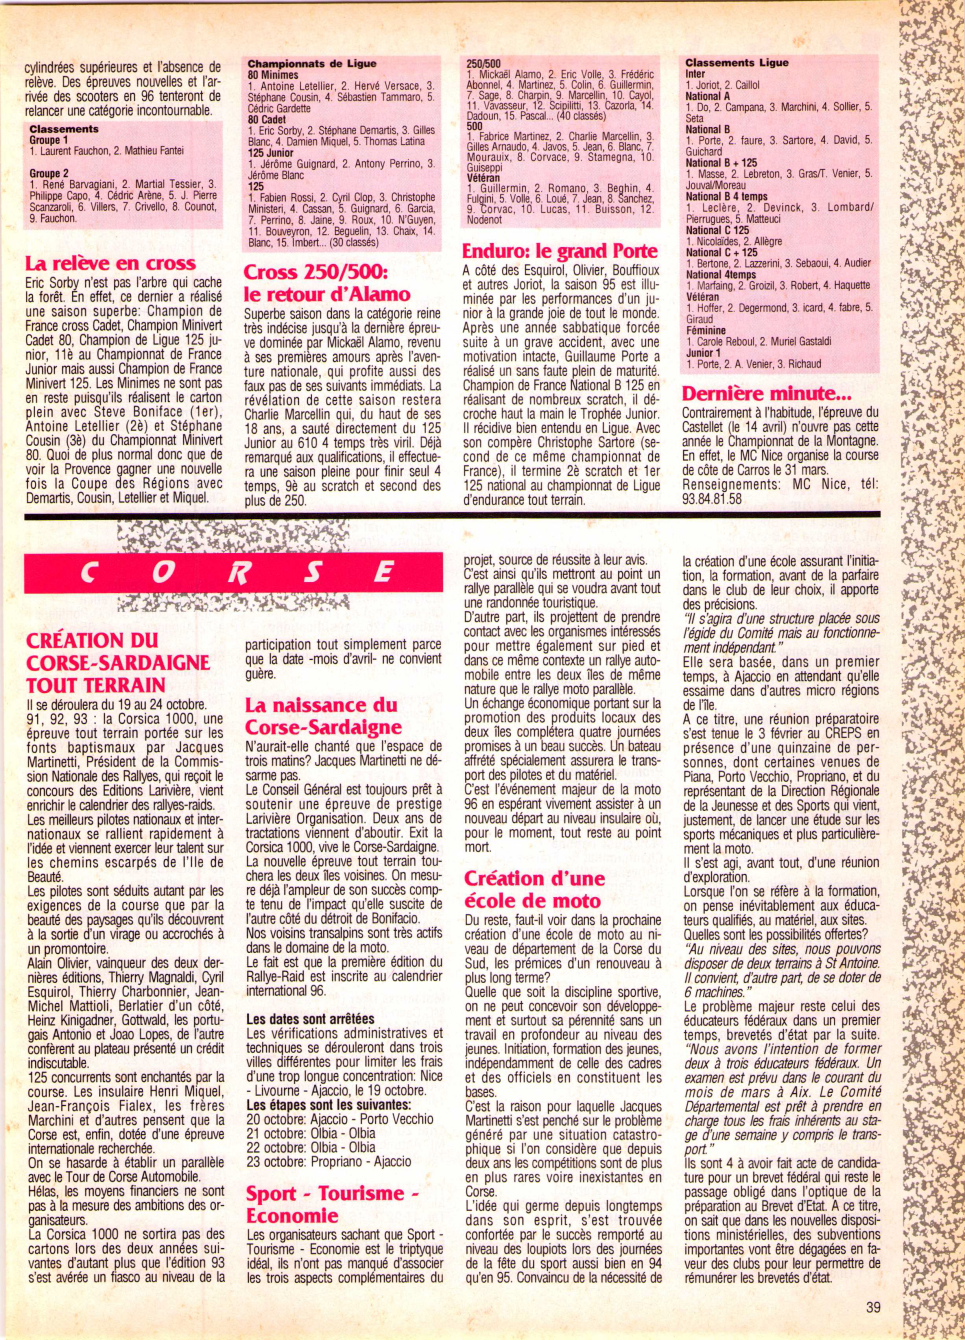 cylindrées supérieures et l'absence de
relève. Des épreuves nouvelles et l'ar-
rivée des scooters en 96 tenteront de
relancer une catégorie incontournable.
Classements
Groupe 1
1. Laurent Fauchon, 2. Mathieu Fantei
Groupe 2
1. René Barvagiani, 2. Martial Tessier, 3.
Philippe Capo, 4. Cédric Arène, 5. J. Pierre
Scanzaroli, 6. Villers, 7. Crivello, 8. Counot,
9. Fauchon.
La relève en cross
Eric Sorby n'est pas l'arbre qui cache
la forêt. En effet, ce dernier a réalisé
une saison superbe: Champion de
France cross Cadet, Champion Minivert
Cadet 80, Champion de Ligue 125 ju-
nior, 11è au Championnat de France
Junior mais aussi Champion de France
Minivert 125. Les Minimes ne sont pas
en reste puisqu'ils réalisent le carton
plein avec Steve Boniface (1er),
Antoine Letellier (2è) et Stéphane
Cousin (3è) du Championnat Minivert
80. Quoi de plus normal donc que de
voir la Provence gagner une nouvelle
fois la Coupe des Régions avec
Demartis, Cousin, Letellier et Miquel.
Championnats de Ligue
80 Minimes
1. Antoine Letellier, 2. Hervé Versace, 3.
Stéphane Cousin, 4. Sébastien Tammaro, 5.
Cédric Gardette
80 Cadet
1. Eric Sorby, 2. Stéphane Demartis, 3. Gilles
Blanc, 4. Damien Miquel, 5. Thomas Latina
125 Junior
1. Jérôme Guignard, 2. Antony Perrino, 3.
Jérôme Blanc
125
1. Fabien Rossi, 2. Cyril Clop, 3. Christophe
Ministeri, 4. Cassan, 5. Guignard, 6. Garcia,
7. Perrino, 8. Jaine, 9. Roux, 10. N'Guyen,
11. Bouveyron, 12. Beguelin, 13. Chaix, 14.
Blanc, 15. Imbert... (30 classés)
Cross 250/500:
le retour d'Alamo
Superbe saison dans la catégorie reine
très indécise jusqu'à la dernière épreu-
ve dominée par Mickaël Alamo, revenu
à ses premières amours après l'aven-
ture nationale, qui profite aussi des
faux pas de ses suivants immédiats. La
révélation de cette saison restera
Charlie Marcellin qui, du haut de ses
18 ans, a sauté directement du 125
Junior au 610 4 temps très viril. Déjà
remarqué aux qualifications, il effectue-
ra une saison pleine pour finir seul 4
temps, 9è au scratch et second des
plus de 250.
250/500
1. Mickaël Alamo, 2. Eric Volle, 3. Frédéric
Abonnel, 4. Martinez, 5. Colin, 6. Guillermin,
7. Sage, 8. Charpin, 9. Marcellin, 10. Cayol,
11. Vavasseur, 12. Scipilitti, 13. Cazorla, 14.
Dadoun, 15. Pascal... (40 classés)
500
1. Fabrice Martinez, 2. Charlie Marcellin, 3.
Gilles Arnaudo, 4. Javos, 5. Jean, 6. Blanc, 7.
Mouraulx, 8. Corvace, 9. Stamegna, 10.
Guiseppi
Vétéran
1. Guillermin, 2. Romano, 3. Beghin, 4.
Fulgini, 5. Volle, 6. Loué, 7. Jean, 8. Sanchez,
9. Corvac, 10. Lucas, 11. Buisson, 12.
Nodenot
Enduro: le grand Porte
A côté des Esquirol, Olivier, Bouffioux
et autres Joriot, la saison 95 est illu-
minée par les performances d'un ju-
nior à la grande joie de tout le monde.
Après une année sabbatique forcée
suite à un grave accident, avec une
motivation intacte, Guillaume Porte a
réalisé un sans faute plein de maturité.
Champion de France National B 125 en
réalisant de nombreux scratch, il dé-
croche haut la main le Trophée Junior.
Il récidive bien entendu en Ligue. Avec
son compère Christophe Sartore (se-
cond de ce même championnat de
France), il termine 2è scratch et 1er
125 national au championnat de Ligue
d'endurance tout terrain.
Classements Ligue
Inter
1. Joriot, 2. Caillol
National A
1. Do, 2. Campana, 3. Marchini, 4. Sollier, 5.
Seta
National B
1. Porte, 2. faure, 3. Sartore, 4. David, 5.
Guichard
National B + 125
1. Masse, 2. Lebreton, 3. Gras/T. Venier, 5.
Jouval/Moreau
National B 4 temps
1. Leclère, 2. Devinck, 3. Lombard/
Pierrugues, 5. Matteuci
National C 125
1. Nicolaïdes, 2. Allègre
National C + 125
1. Bertone, 2. Lazzerini, 3. Sebaoui, 4. Audier
National 4temps
1. Marfaing, 2. Groizil, 3. Robert, 4. Haquette
Vétéran
1. Hoffer, 2. Degermond, 3. icard, 4. fabre, 5.
Giraud
Féminine
1. Carole Reboul, 2. Muriel Gastaldi
Junior 1
1. Porte, 2. A. Venier, 3. Richaud
Dernière minute...
Contrairement à l'habitude, l'épreuve du
Castellet (le 14 avril) n'ouvre pas cette
année le Championnat de la Montagne.
En effet, le MC Nice organise la course
de côte de Carros le 31 mars.
Renseignements: MC Nice, tél:
93.84.81.58
CORSE
CRÉATION DU
CORSE-SARDAIGNE
TOUT TERRAIN
Il se déroulera du 19 au 24 octobre.
91, 92, 93 : la Corsica 1000, une
épreuve tout terrain portée sur les
fonts baptismaux par Jacques
Martinetti, Président de la Commis-
sion Nationale des Rallyes, qui reçoit le
concours des Editions Larivière, vient
enrichir le calendrier des rallyes-raids.
Les meilleurs pilotes nationaux et inter-
nationaux se rallient rapidement à
l'idée et viennent exercer leur talent sur
les chemins escarpés de l'Ile de
Beauté.
Les pilotes sont séduits autant par les
exigences de la course que par la
beauté des paysages qu'ils découvrent
à la sortie d'un virage ou accrochés à
un promontoire.
Alain Olivier, vainqueur des deux der-
nières éditions, Thierry Magnaldi, Cyril
Esquirol, Thierry Charbonnier, Jean-
Michel Mattioli, Berlatier d'un côté,
Heinz Kinigadner, Gottwald, les portu-
gais Antonio et Joao Lopes, de l'autre
confèrent au plateau présenté un crédit
indiscutable.
125 concurrents sont enchantés par la
course. Les insulaire Henri Miquel,
Jean-François Fialex, les frères
Marchini et d'autres pensent que la
Corse est, enfin, dotée d'une épreuve
internationale recherchée.
On se hasarde à établir un parallèle
avec le Tour de Corse Automobile.
Hélas, les moyens financiers ne sont
pas à la mesure des ambitions des or-
ganisateurs.
La Corsica 1000 ne sortira pas des
cartons lors des deux années sui-
vantes d'autant plus que l'édition 93
s'est avérée un fiasco au niveau de la
participation tout simplement parce
que la date -mois d'avril- ne convient
guère.
La naissance du
Corse-Sardaigne
N'aurait-elle chanté que l'espace de
trois matins? Jacques Martinetti ne dé-
sarme pas.
Le Conseil Général est toujours prêt à
soutenir une épreuve de prestige
Larivière Organisation. Deux ans de
tractations viennent d'aboutir. Exit la
Corsica 1000, vive le Corse-Sardaigne.
La nouvelle épreuve tout terrain tou-
chera les deux îles voisines. On mesu-
re déjà l'ampleur de son succès comp-
te tenu de l'impact qu'elle suscite de
l'autre côté du détroit de Bonifacio.
Nos voisins transalpins sont très actifs
dans le domaine de la moto.
Le fait est que la première édition du
Rallye-Raid est inscrite au calendrier
international 96.
Les dates sont arrêtées
Les vérifications administratives et
techniques se dérouleront dans trois
villes différentes pour limiter les frais
d'une trop longue concentration: Nice
- Livourne - Ajaccio, le 19 octobre.
Les étapes sont les suivantes:
20 octobre: Ajaccio - Porto Vecchio
21 octobre: Olbia - Olbia
22 octobre: Olbia - Olbia
23 octobre: Propriano - Ajaccio
Sport - Tourisme -
Economie
Les organisateurs sachant que Sport -
Tourisme - Economie est le triptyque
idéal, ils n'ont pas manqué d'associer
les trois aspects complémentaires du
projet, source de réussite à leur avis.
C'est ainsi qu'ils mettront au point un
rallye parallèle qui se voudra avant tout
une randonnée touristique.
D'autre part, ils projettent de prendre
contact avec les organismes intéressés
pour mettre également sur pied et
dans ce même contexte un rallye auto-
mobile entre les deux îles de même
nature que le rallye moto parallèle.
Un échange économique portant sur la
promotion des produits locaux des
deux îles complétera quatre journées
promises à un beau succès. Un bateau
affrété spécialement assurera le trans-
port des pilotes et du matériel.
C'est l'événement majeur de la moto
96 en espérant vivement assister à un
nouveau départ au niveau insulaire où,
pour le moment, tout reste au point
mort.
Création d'une
école de moto
Du reste, faut-il voir dans la prochaine
création d'une école de moto au ni-
veau de département de la Corse du
Sud, les prémices d'un renouveau à
plus long terme?
Quelle que soit la discipline sportive,
on ne peut concevoir son développe-
ment et surtout sa pérennité sans un
travail en profondeur au niveau des
jeunes. Initiation, formation des jeunes,
indépendamment de celle des cadres
et des officiels en constituent les
bases.
C'est la raison pour laquelle Jacques
Martinetti s'est penché sur le problème
généré par une situation catastro-
phique si l'on considère que depuis
deux ans les compétitions sont de plus
en plus rares voire inexistantes en
Corse.
L'idée qui germe depuis longtemps
dans son esprit, s'est trouvée
confortée par le succès remporté au
niveau des loupiots lors des journées
de la fête du sport aussi bien en 94
qu'en 95. Convaincu de la nécessité de
la création d'une école assurant l'initia-
tion, la formation, avant de la parfaire
dans le club de leur choix, il apporte
des précisions.
"Il s'agira d'une structure placée sous
l'égide du Comité mais au fonctionne-
ment indépendant."
Elle sera basée, dans un premier
temps, à Ajaccio en attendant qu'elle
essaime dans d'autres micro régions
de l'île.
A ce titre, une réunion préparatoire
s'est tenue le 3 février au CREPS en
présence d'une quinzaine de per-
sonnes, dont certaines venues de
Piana, Porto Vecchio, Propriano, et du
représentant de la Direction Régionale
de la Jeunesse et des Sports qui vient,
justement, de lancer une étude sur les
sports mécaniques et plus particulière-
ment la moto.
Il s'est agi, avant tout, d'une réunion
d'exploration.
Lorsque l'on se réfère à la formation,
on pense inévitablement aux éduca-
teurs qualifiés, au matériel, aux sites.
Quelles sont les possibilités offertes?
"Au niveau des sites, nous pouvons
disposer de deux terrains à St Antoine.
Il convient, d'autre part, de se doter de
6 machines."
Le problème majeur reste celui des
éducateurs fédéraux dans un premier
temps, brevetés d'état par la suite.
"Nous avons l'intention de former
deux à trois éducateurs fédéraux. Un
examen est prévu dans le courant du
mois de mars à Aix. Le Comité
Départemental est prêt à prendre en
charge tous les frais inhérents au sta-
ge d'une semaine y compris le trans-
port."
Ils sont 4 à avoir fait acte de candida-
ture pour un brevet fédéral qui reste le
passage obligé dans l'optique de la
préparation au Brevet d'Etat. A ce titre,
on sait que dans les nouvelles disposi-
tions ministérielles, des subventions
importantes vont être dégagées en fa-
veur des clubs pour leur permettre de
rémunérer les brevetés d'état.
39